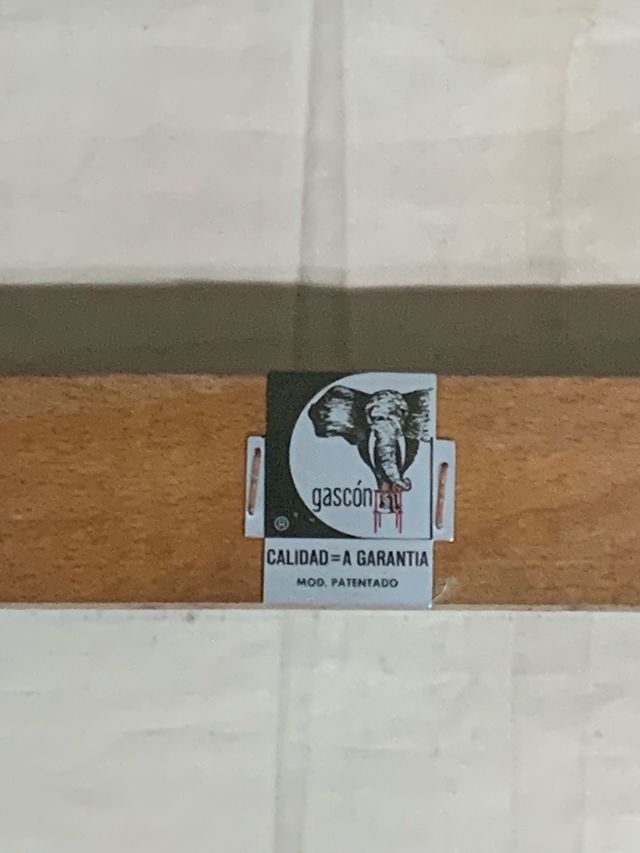 gascón
®
CALIDAD=A GARANTIA
MOD. PATENTADO